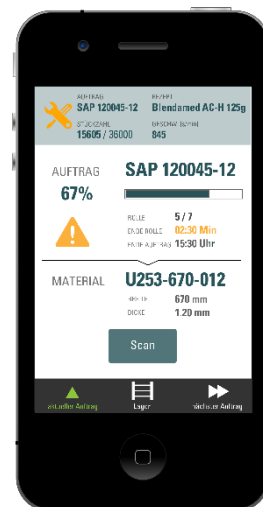 AUFTRAG REZEPT
SAP 120045-12 Blendamed AC-H 125g
STÜCKZAHL GESCHW. [s/min]
15605 / 36000 845
AUFTRAG SAP 120045-12
67%
ROLLE 5 / 7
ENDE ROLLE 02:30 Min
ENDE AUFTRAG 15:30 Uhr
MATERIAL U253-670-012
BREITE 670 mm
DICKE 1.20 mm
Scan
aktueller Auftrag Lager nächster Auftrag